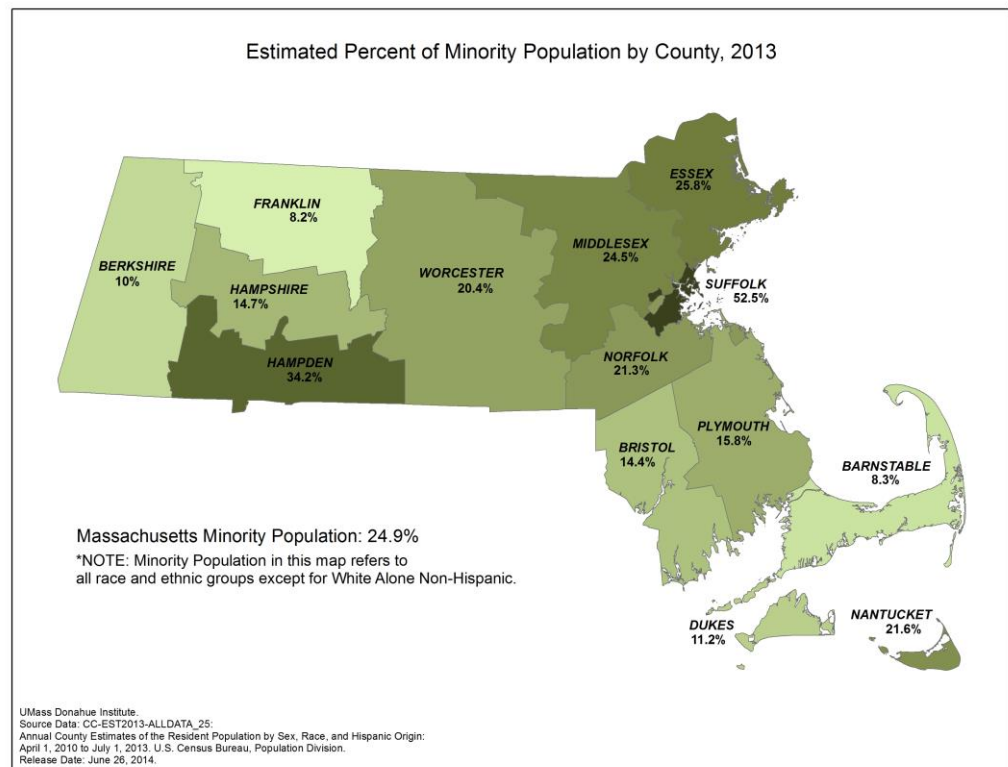 Estimated Percent of Minority Population by County, 2013
ESSEX
25.8%
FRANKLIN
8.2%
MIDDLESEX
24.5%
BERKSHIRE
10%
HAMPSHIRE
14.7%
WORCESTER
20.4%
SUFFOLK
52.5%
HAMPDEN
34.2%
NORFOLK
21.3%
PLYMOUTH
15.8%
BRISTOL
14.4%
BARNSTABLE
8.3%
Massachusetts Minority Population: 24.9%
*NOTE: Minority Population in this map refers to
all race and ethnic groups except for White Alone Non-Hispanic.
DUKES
11.2%
NANTUCKET
21.6%
UMass Donahue Institute.
Source Data: CC-EST2013-ALLDATA_25:
Annual County Estimates of the Resident Population by Sex, Race, and Hispanic Origin:
April 1, 2010 to July 1, 2013. U.S. Census Bureau, Population Division.
Release Date: June 26, 2014.